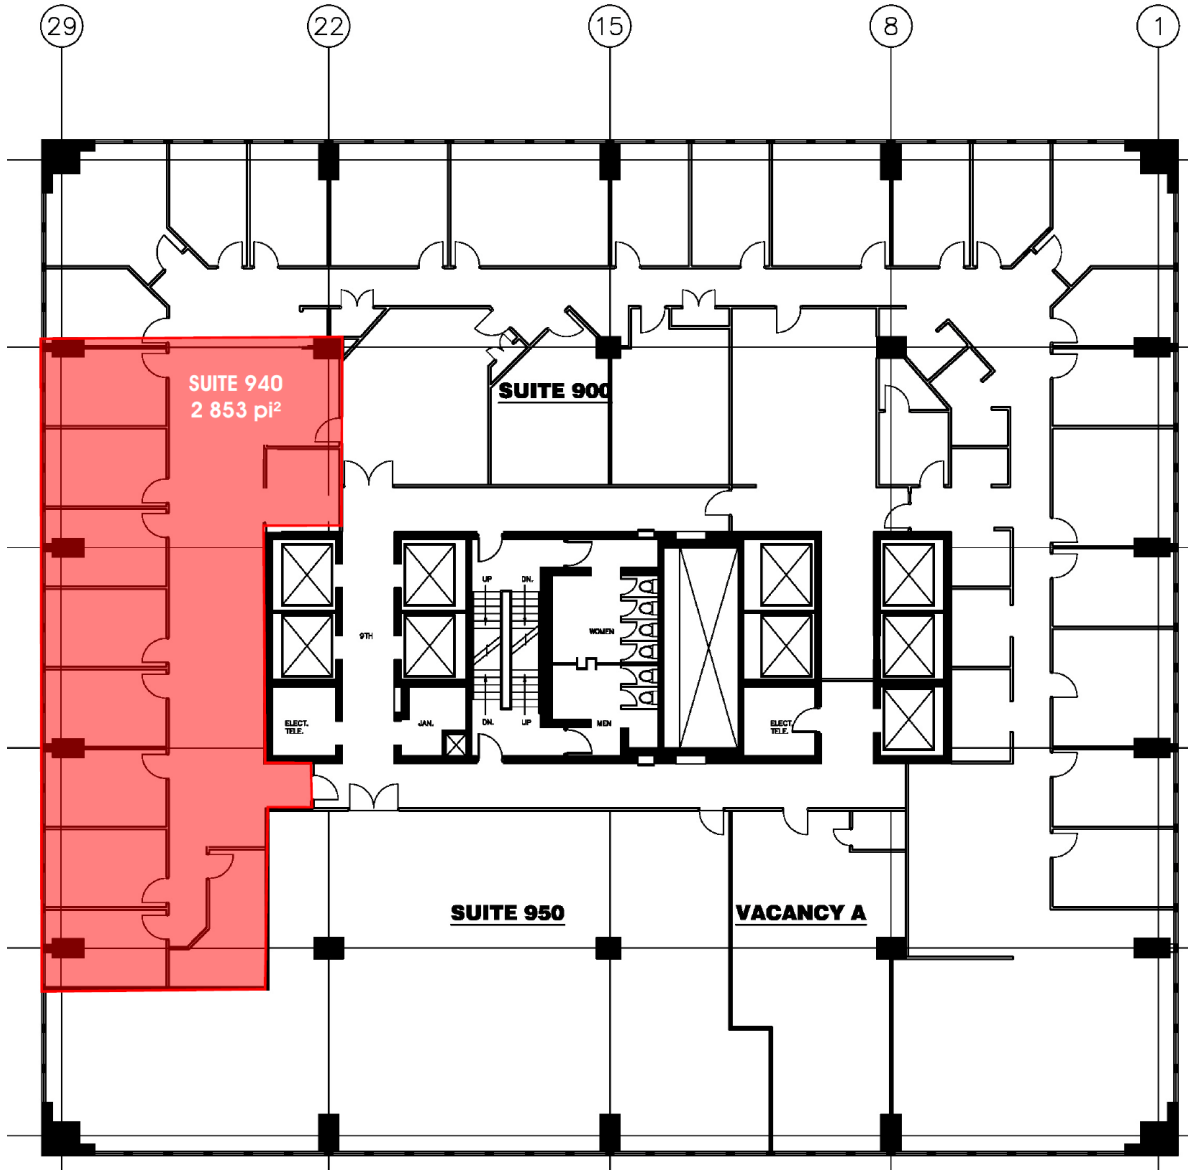 29
22
15
8
1
SUITE 940
2 853 pi²
SUITE 900
UP
DN.
9TH
WOMEN
ELECT.
TELE.
JAN.
DN.
UP
MEN
ELECT.
TELE.
SUITE 950
VACANCY A